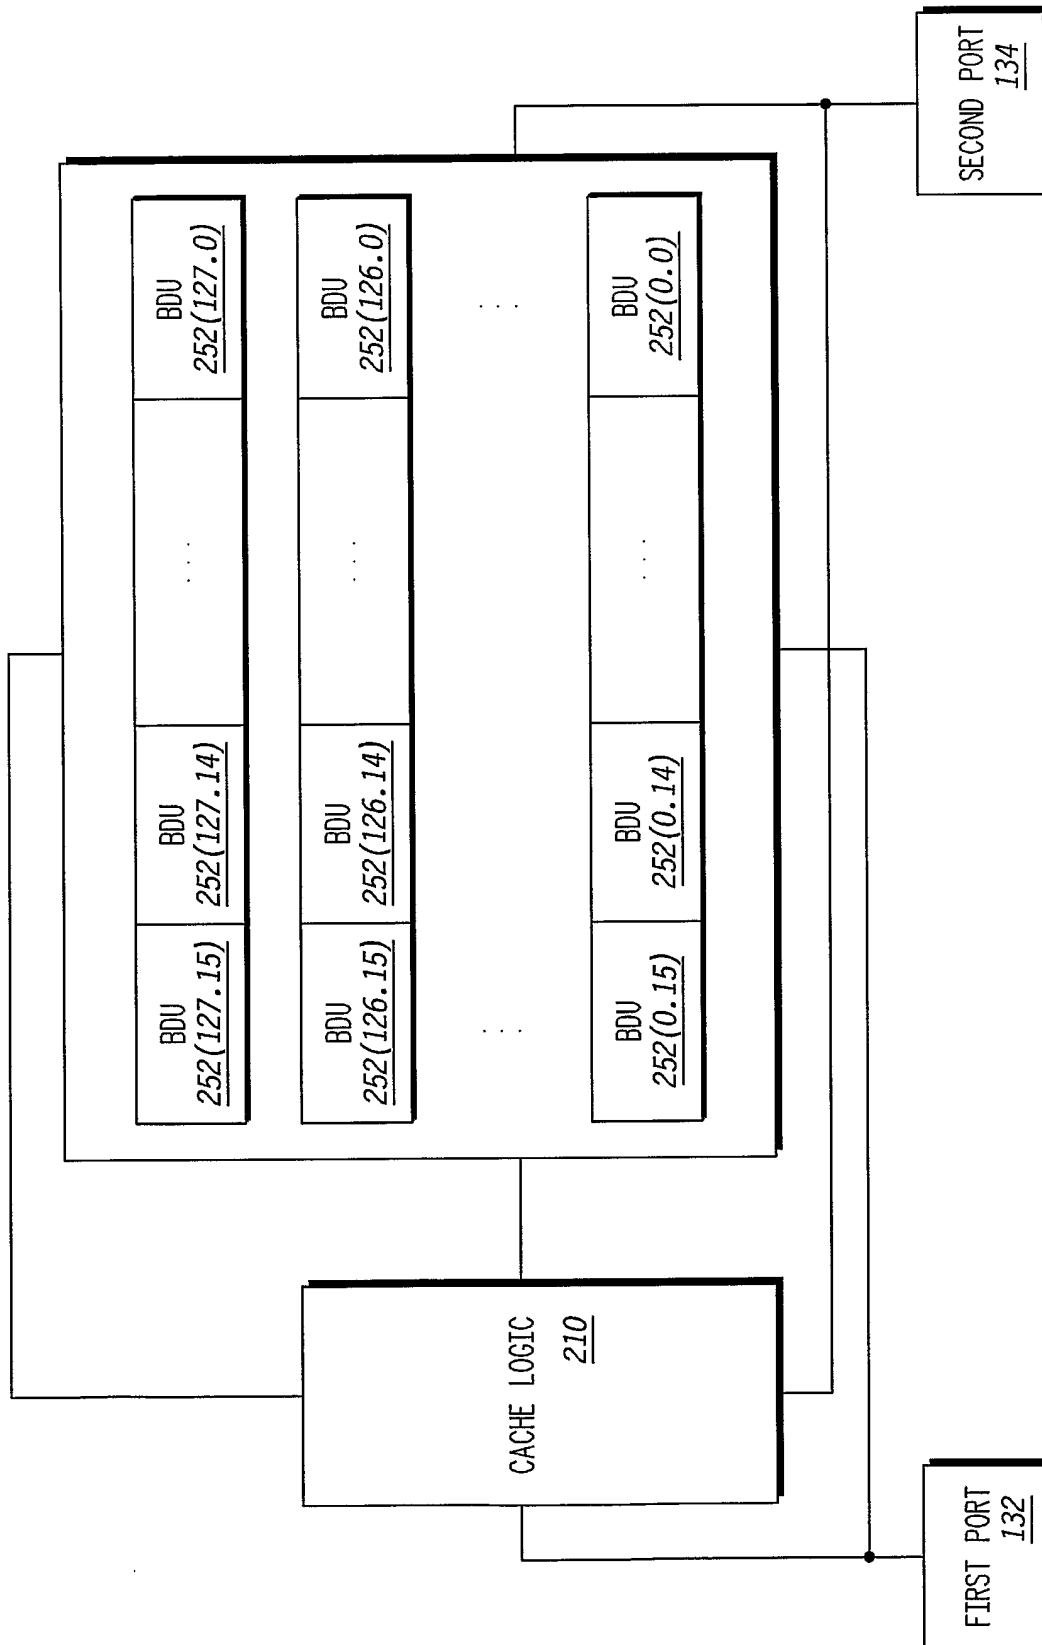 BDU
252(127.15)
BDU
252(127.14)
. . .
BDU
252(127.0)
BDU
252(126.15)
BDU
252(126.14)
. . .
BDU
252(126.0)
CACHE LOGIC
210
. . .
. . .
BDU
252(0.15)
BDU
252(0.14)
. . .
BDU
252(0.0)
FIRST PORT
132
SECOND PORT
134